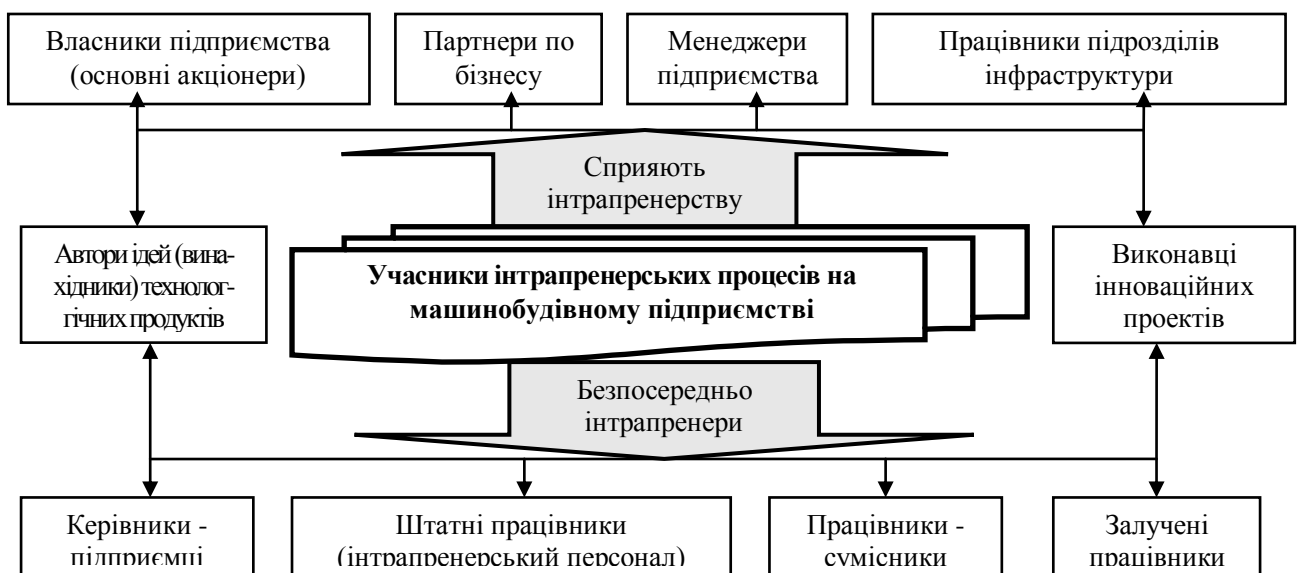 Власники підприємства
(основні акціонери)
Партнери по
бізнесу
Менеджери
підприємства
Працівники підрозділів
інфраструктури
Сприяють
інтрапренерству
Автори ідей (вина-
хідники) технолог-
гічних продуктів
Учасники інтрапренерських процесів на
машинобудівному підприємстві
Виконавці
інноваційних
проектів
Безпосередньо
інтрапренери
Керівники -
підприємці
Штатні працівники
(інтрапренерський персонал)
Працівники -
сумісники
Залучені
працівники